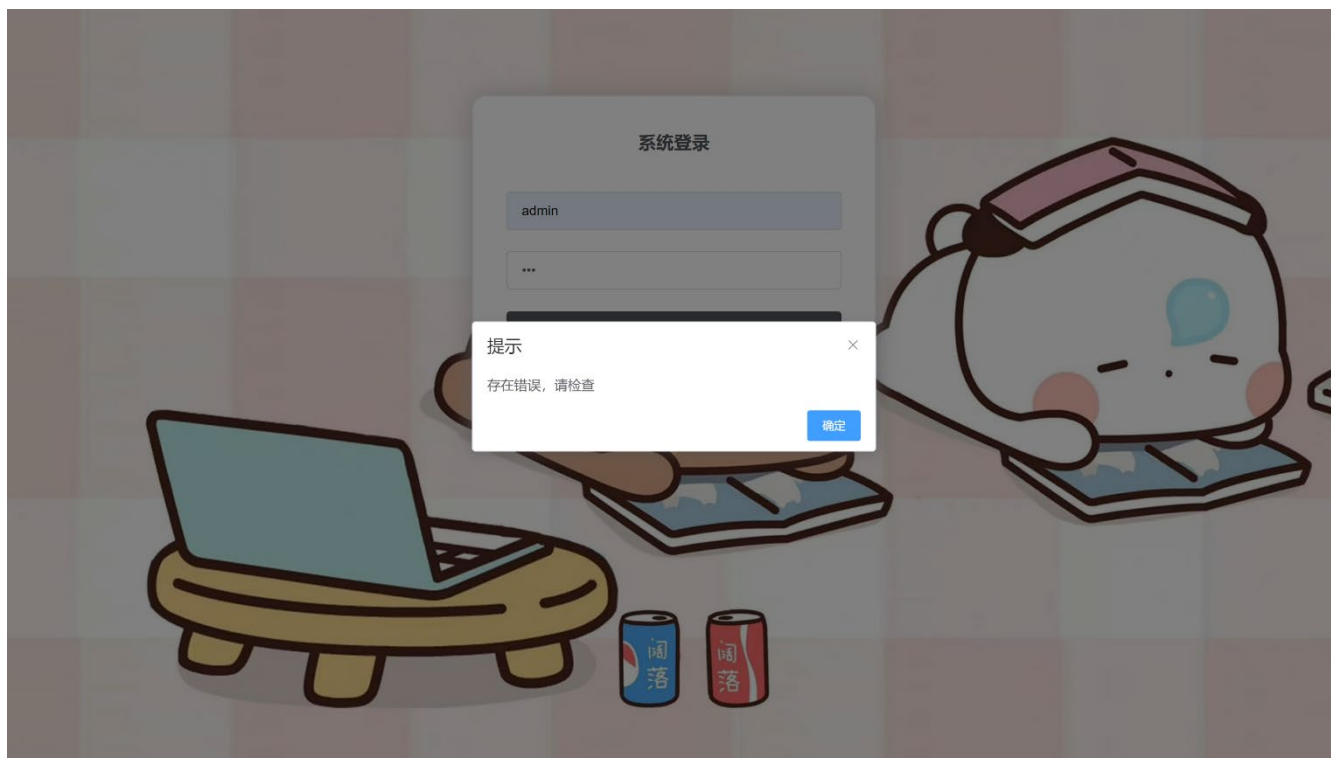 系统登录
admin
•••
提示
存在错误，请检查
确定
阔落
阔落